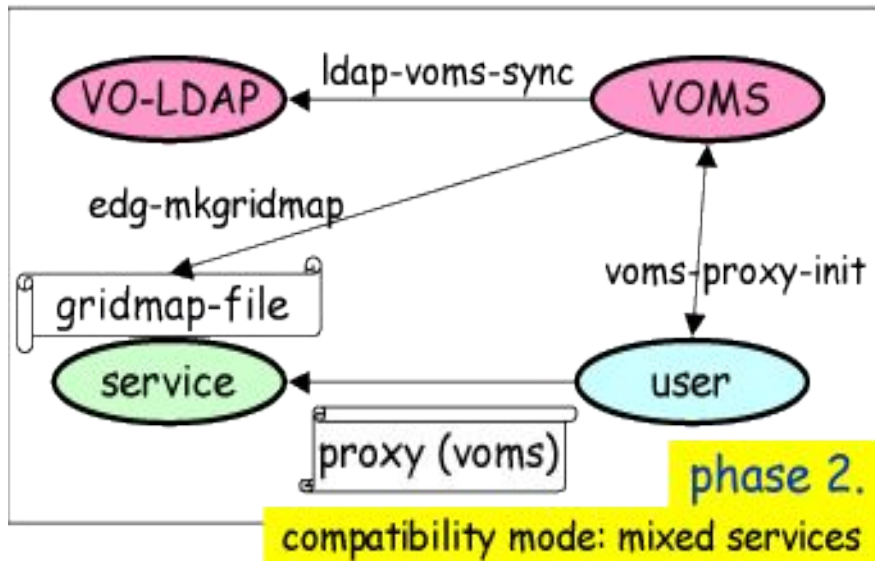 ldap-voms-sync
VO-LDAP
VOMS
edg-mkgridmap
voms-proxy-init
gridmap-file
service
user
proxy (voms)
phase 2.
compatibility mode: mixed services